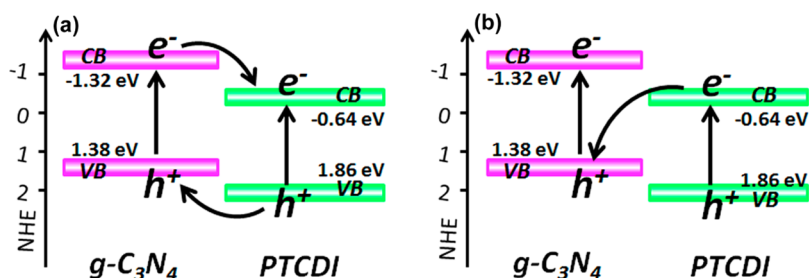 (a)
CB e-
-1.32 eV
e-
CB
-0.64 eV
1.38 eV
VB
h+
1.86 eV
h+ VB
-1
0
1
2
NHE
g-C3N4 PTCDI
(b)
CB e-
-1.32 eV
e-
CB
-0.64 eV
1.38 eV
VB
h+
1.86 eV
h+ VB
-1
0
1
2
NHE
g-C3N4 PTCDI